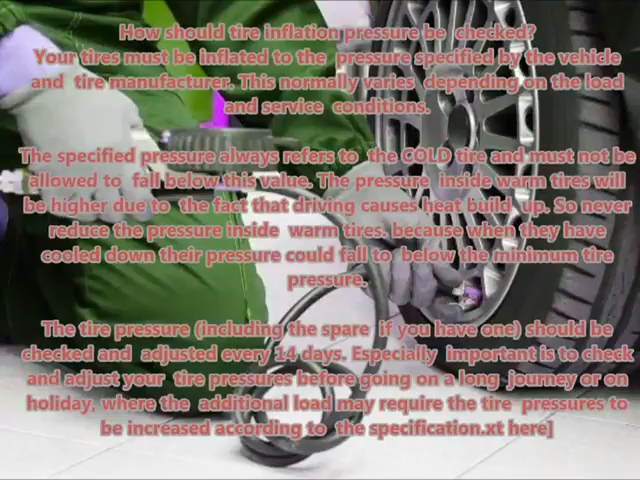 How should tire inflation pressure be checked?
Your tires must be inflated to the pressure specified by the vehicle
and tire manufacturer. This normally varies depending on the load
and service conditions.
The specified pressure always refers to the COLD tire and must not be
allowed to fall below this value. The pressure inside warm tires will
be higher due to the fact that driving causes heat build up. So never
reduce the pressure inside warm tires. because when they have
cooled down their pressure could fall to below the minimum tire
pressure.
The tire pressure (including the spare if you have one) should be
checked and adjusted every 14 days. Especially important is to check
and adjust your tire pressures before going on a long journey or on
holiday, where the additional load may require the tire pressures to
be increased according to the specification.xt here]